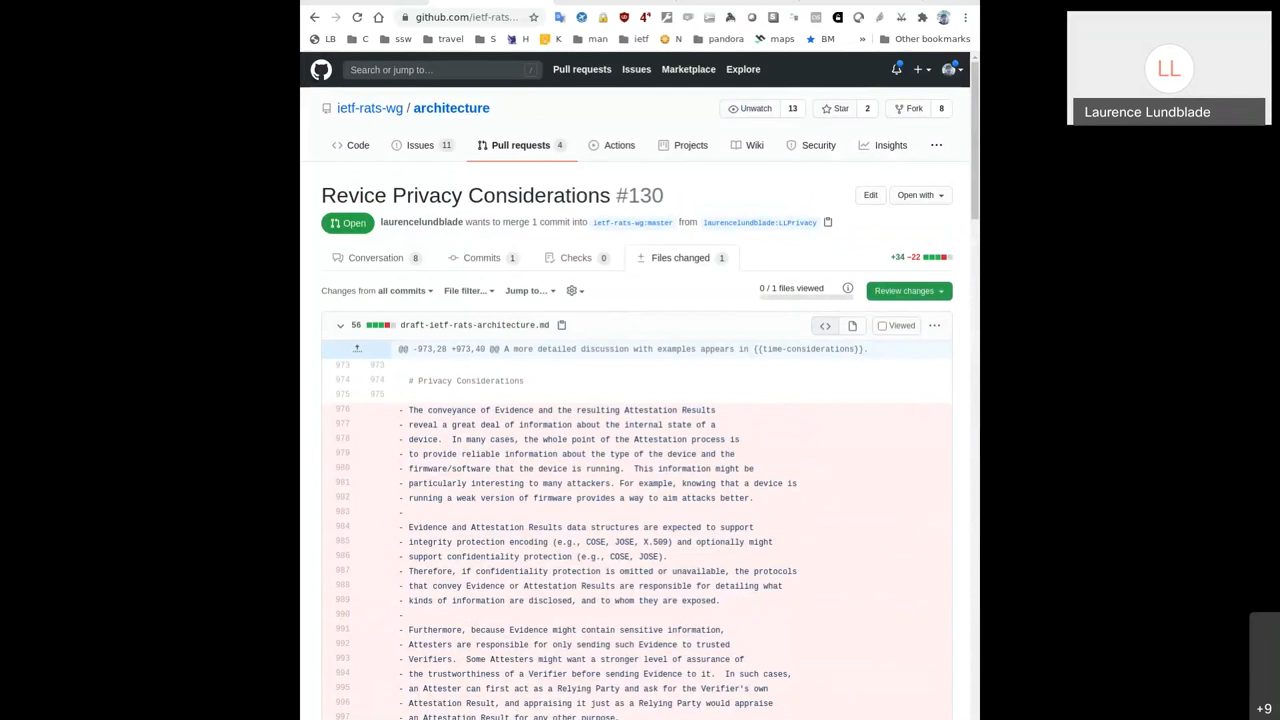 github.com/ietf-rats...
LB
C
ssw
travel
S
H
K
man
ietf
N
pandora
maps
BM
»
Other bookmarks
Search or jump to…
/
Pull requests
Issues
Marketplace
Explore
ietf-rats-wg / architecture
Unwatch 13
Star 2
Fork 8
Code
Issues 11
Pull requests 4
Actions
Projects
Wiki
Security
Insights
Revice Privacy Considerations #130
Edit
Open with
Open
laurencelundblade wants to merge 1 commit into ietf-rats-wg:master from laurencelundblade:LLPrivacy
Conversation 8
Commits 1
Checks 0
Files changed 1
+34 −22
Changes from all commits
File filter...
Jump to…
0 / 1 files viewed
Review changes
56 draft-ietf-rats-architecture.md
Viewed
@@ -973,28 +973,40 @@ A more detailed discussion with examples appears in {{time-considerations}}.
973 973
974 974 # Privacy Considerations
975 975
976 - The conveyance of Evidence and the resulting Attestation Results
977 - reveal a great deal of information about the internal state of a
978 - device. In many cases, the whole point of the Attestation process is
979 - to provide reliable information about the type of the device and the
980 - firmware/software that the device is running. This information might be
981 - particularly interesting to many attackers. For example, knowing that a device is
982 - running a weak version of firmware provides a way to aim attacks better.
983 -
984 - Evidence and Attestation Results data structures are expected to support
985 - integrity protection encoding (e.g., COSE, JOSE, X.509) and optionally might
986 - support confidentiality protection (e.g., COSE, JOSE).
987 - Therefore, if confidentiality protection is omitted or unavailable, the protocols
988 - that convey Evidence or Attestation Results are responsible for detailing what
989 - kinds of information are disclosed, and to whom they are exposed.
990 -
991 - Furthermore, because Evidence might contain sensitive information,
992 - Attesters are responsible for only sending such Evidence to trusted
993 - Verifiers. Some Attesters might want a stronger level of assurance of
994 - the trustworthiness of a Verifier before sending Evidence to it. In such cases,
995 - an Attester can first act as a Relying Party and ask for the Verifier's own
996 - Attestation Result, and appraising it just as a Relying Party would appraise
997 - an Attestation Result for any other purpose.
LL
Laurence Lundblade
+9